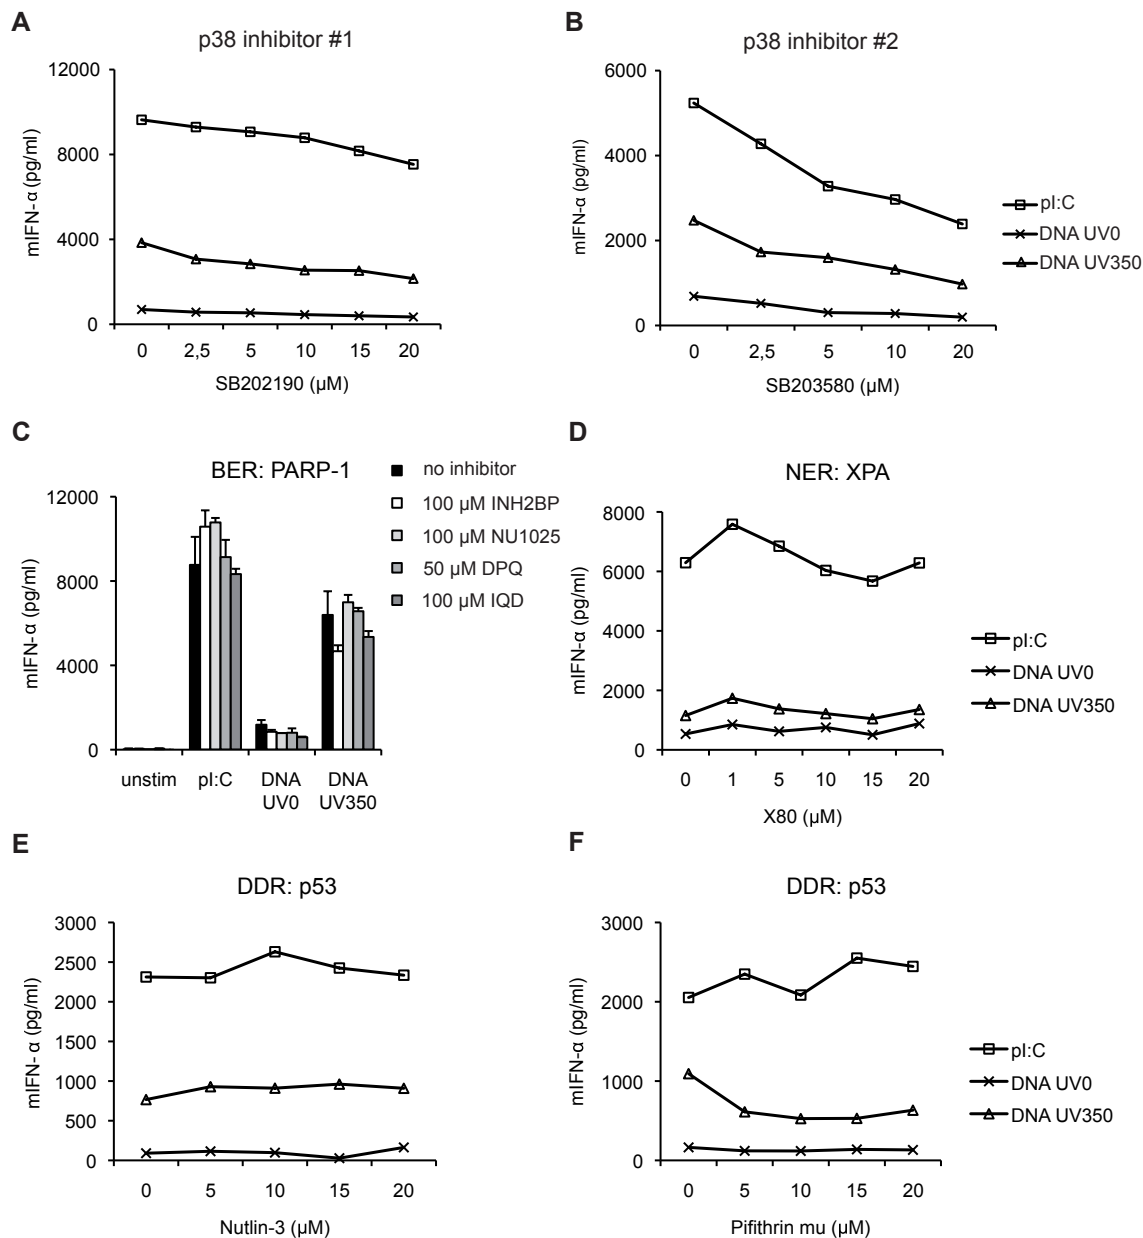 A
p38 inhibitor #1
12000
8000
4000
0
mIFN-α (pg/ml)
0 2,5 5 10 15 20
SB202190 (µM)
B
p38 inhibitor #2
6000
4000
2000
0
mIFN-α (pg/ml)
0 2,5 5 10 20
SB203580 (µM)
pI:C
DNA UV0
DNA UV350
C
BER: PARP-1
no inhibitor
100 µM INH2BP
100 µM NU1025
50 µM DPQ
100 µM IQD
12000
8000
4000
0
mIFN-α (pg/ml)
unstim pI:C DNA DNA
UV0 UV350
D
NER: XPA
8000
6000
4000
2000
0
mIFN-α (pg/ml)
0 1 5 10 15 20
X80 (µM)
pI:C
DNA UV0
DNA UV350
E
DDR: p53
3000
2500
2000
1500
1000
500
0
mIFN- α (pg/ml)
0 5 10 15 20
Nutlin-3 (µM)
F
DDR: p53
3000
2000
1000
0
mIFN-α (pg/ml)
0 5 10 15 20
Pifithrin mu (µM)
pI:C
DNA UV0
DNA UV350